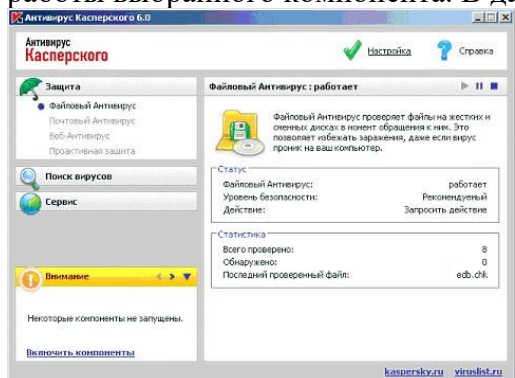 работы выбранного компонента. В да
Антивирус Касперского 6.0
Антивирус
Касперского
Настройка
Справка
Защита
Файловый Антивирус
Почтовый Антивирус
Веб-Антивирус
Проактивная защита
Поиск вирусов
Сервис
Внимание
Некоторые компоненты не запущены.
Включить компоненты
Файловый Антивирус : работает
Файловый Антивирус проверяет файлы на жестких и
сменных дисках в момент обращения к ним. Это
позволяет избежать заражения, даже если вирус
проник на ваш компьютер.
Статус
Файловый Антивирус: работает
Уровень безопасности: Рекомендуемый
Действие: Запросить действие
Статистика
Всего проверено: 8
Обнаружено: 0
Последний проверенный файл: edb.chk
kaspersky.ru viruslist.ru